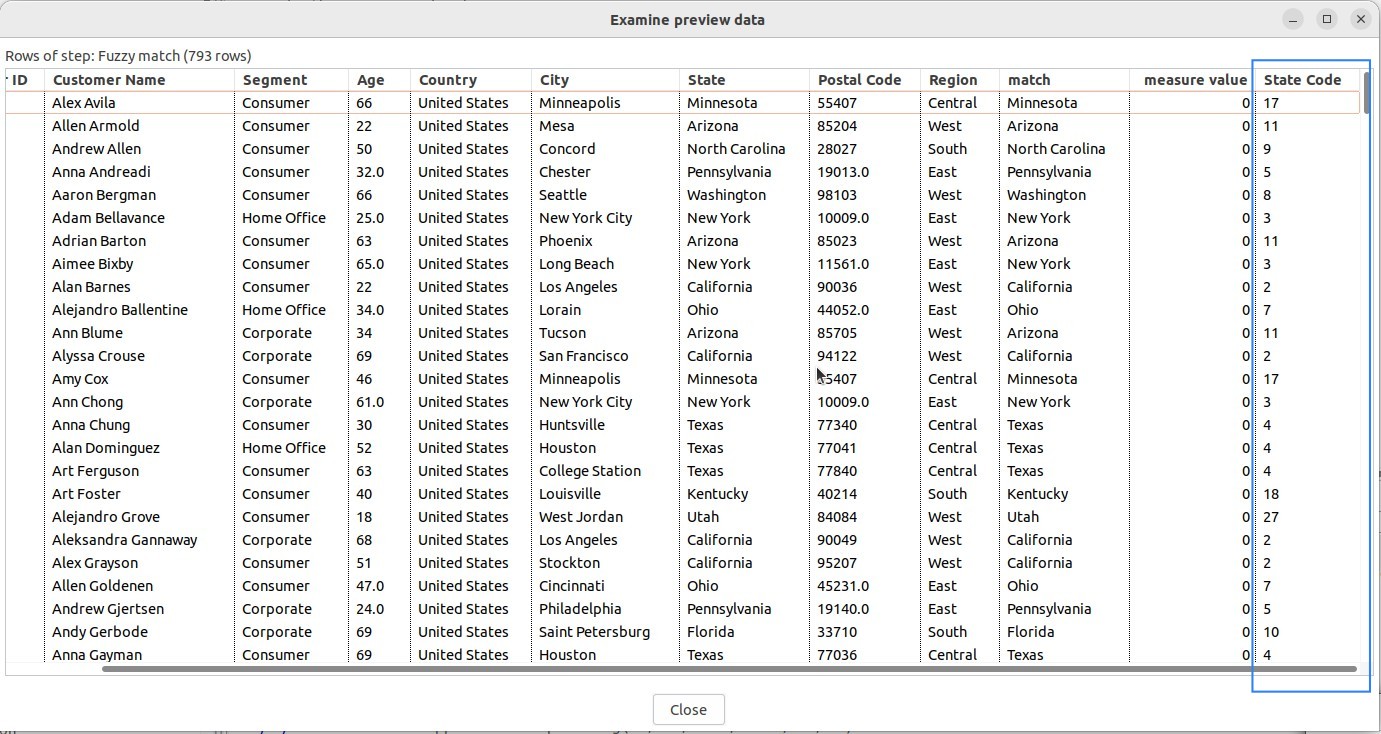 Examine preview data
Rows of step: Fuzzy match (793 rows)
ID Customer Name Segment Age Country City State Postal Code Region match measure value State Code
Alex Avila Consumer 66 United States Minneapolis Minnesota 55407 Central Minnesota 0 17
Allen Armold Consumer 22 United States Mesa Arizona 85204 West Arizona 0 11
Andrew Allen Consumer 50 United States Concord North Carolina 28027 South North Carolina 0 9
Anna Andreadi Consumer 32.0 United States Chester Pennsylvania 19013.0 East Pennsylvania 0 5
Aaron Bergman Consumer 66 United States Seattle Washington 98103 West Washington 0 8
Adam Bellavance Home Office 25.0 United States New York City New York 10009.0 East New York 0 3
Adrian Barton Consumer 63 United States Phoenix Arizona 85023 West Arizona 0 11
Aimee Bixby Consumer 65.0 United States Long Beach New York 11561.0 East New York 0 3
Alan Barnes Consumer 22 United States Los Angeles California 90036 West California 0 2
Alejandro Ballentine Home Office 34.0 United States Lorain Ohio 44052.0 East Ohio 0 7
Ann Blume Corporate 34 United States Tucson Arizona 85705 West Arizona 0 11
Alyssa Crouse Corporate 69 United States San Francisco California 94122 West California 0 2
Amy Cox Consumer 46 United States Minneapolis Minnesota 5407 Central Minnesota 0 17
Ann Chong Corporate 61.0 United States New York City New York 10009.0 East New York 0 3
Anna Chung Consumer 30 United States Huntsville Texas 77340 Central Texas 0 4
Alan Dominguez Home Office 52 United States Houston Texas 77041 Central Texas 0 4
Art Ferguson Consumer 63 United States College Station Texas 77840 Central Texas 0 4
Art Foster Consumer 40 United States Louisville Kentucky 40214 South Kentucky 0 18
Alejandro Grove Consumer 18 United States West Jordan Utah 84084 West Utah 0 27
Aleksandra Gannaway Corporate 68 United States Los Angeles California 90049 West California 0 2
Alex Grayson Consumer 51 United States Stockton California 95207 West California 0 2
Allen Goldenen Consumer 47.0 United States Cincinnati Ohio 45231.0 East Ohio 0 7
Andrew Gjertsen Corporate 24.0 United States Philadelphia Pennsylvania 19140.0 East Pennsylvania 0 5
Andy Gerbode Corporate 69 United States Saint Petersburg Florida 33710 South Florida 0 10
Anna Gayman Consumer 69 United States Houston Texas 77036 Central Texas 0 4
Close